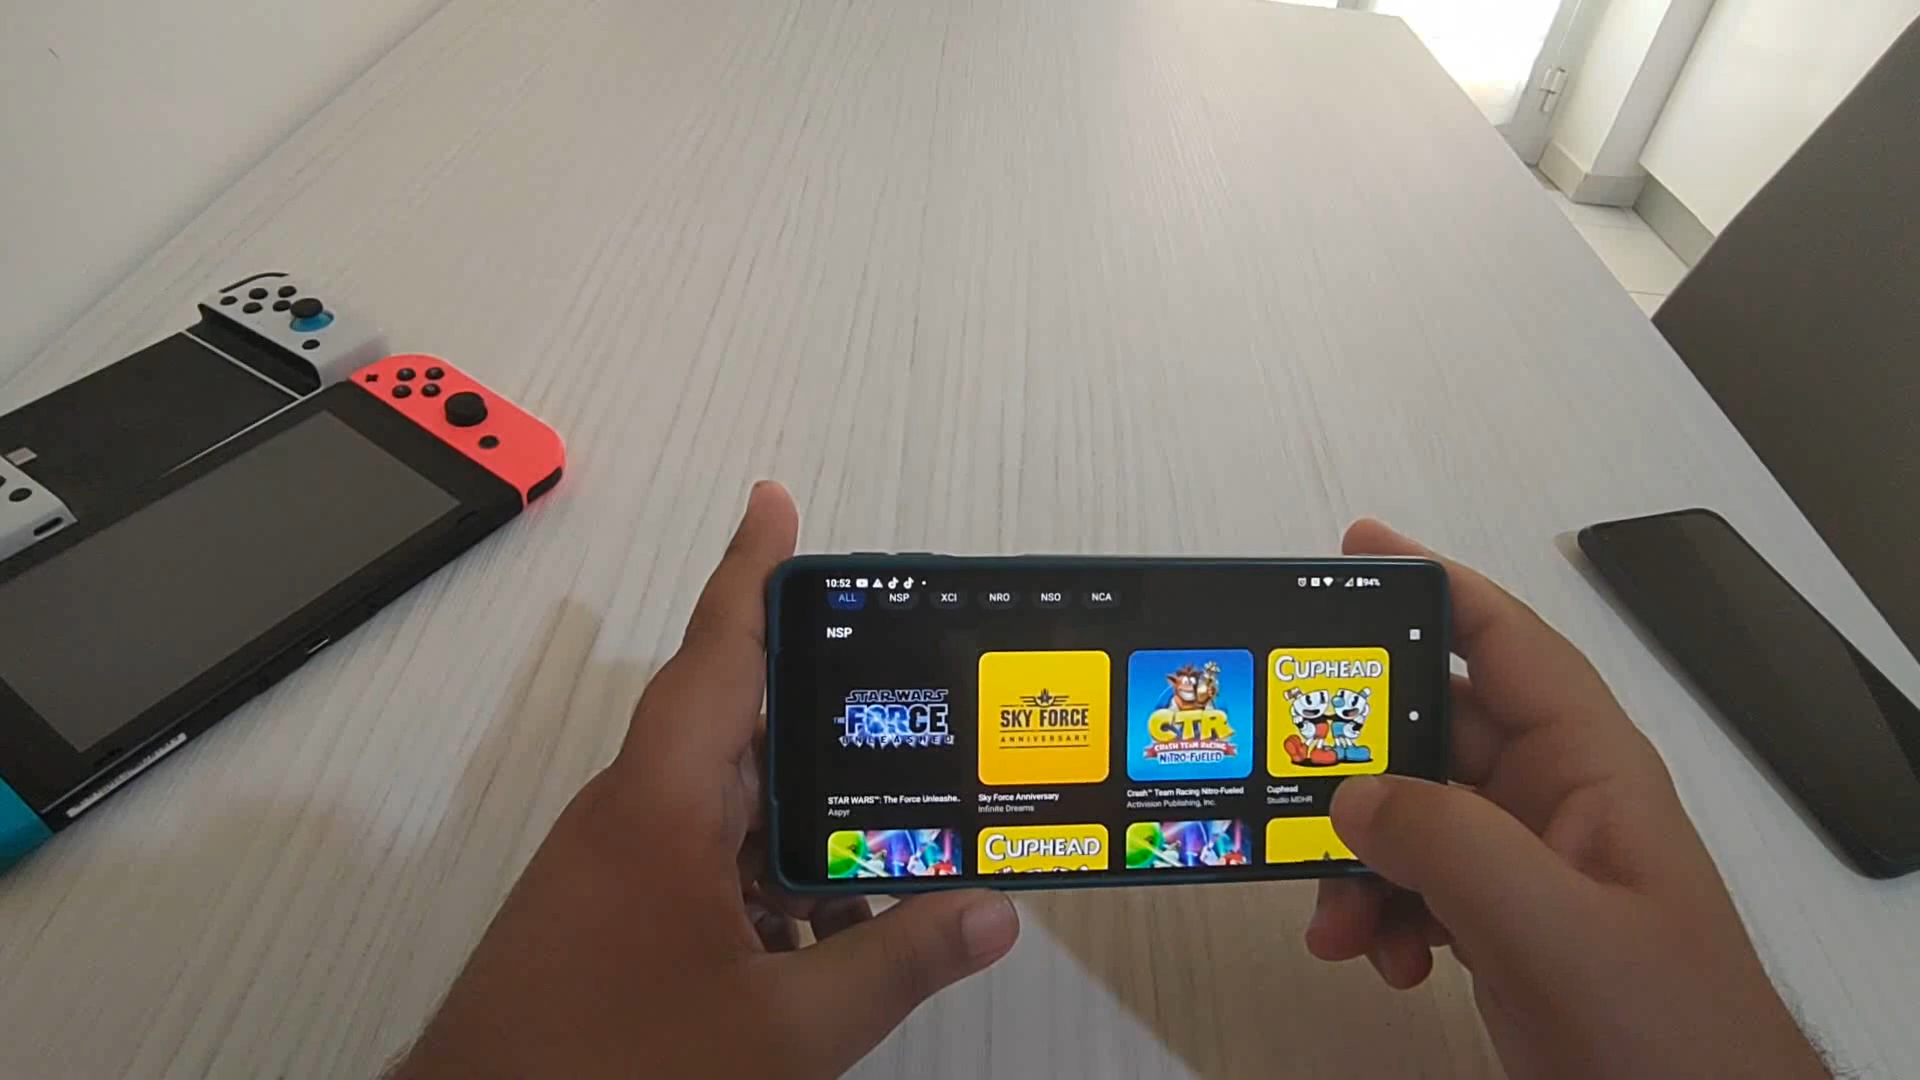 10:52
94%
ALL NSP XCI NRO NSO NCA
NSP
STAR WARS
THE FORCE
UNLEASHED
SKY FORCE
ANNIVERSARY
CTR
CRASH TEAM RACING
NITRO-FUELED
CUPHEAD
STAR WARS™: The Force Unleashe..
Aspyr
Sky Force Anniversary
Infinite Dreams
Crash™ Team Racing Nitro-Fueled
Activision Publishing, Inc.
Cuphead
Studio MDHR
CUPHEAD